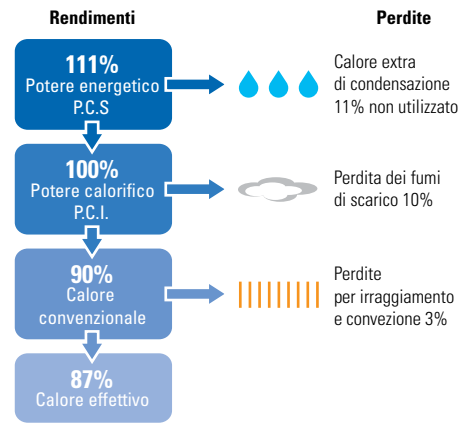 Rendimenti
Perdite
111%
Potere energetico
P.C.S
Calore extra
di condensazione
11% non utilizzato
100%
Potere calorifico
P.C.I.
Perdita dei fumi
di scarico 10%
90%
Calore
convenzionale
Perdite
per irraggiamento
e convezione 3%
87%
Calore effettivo